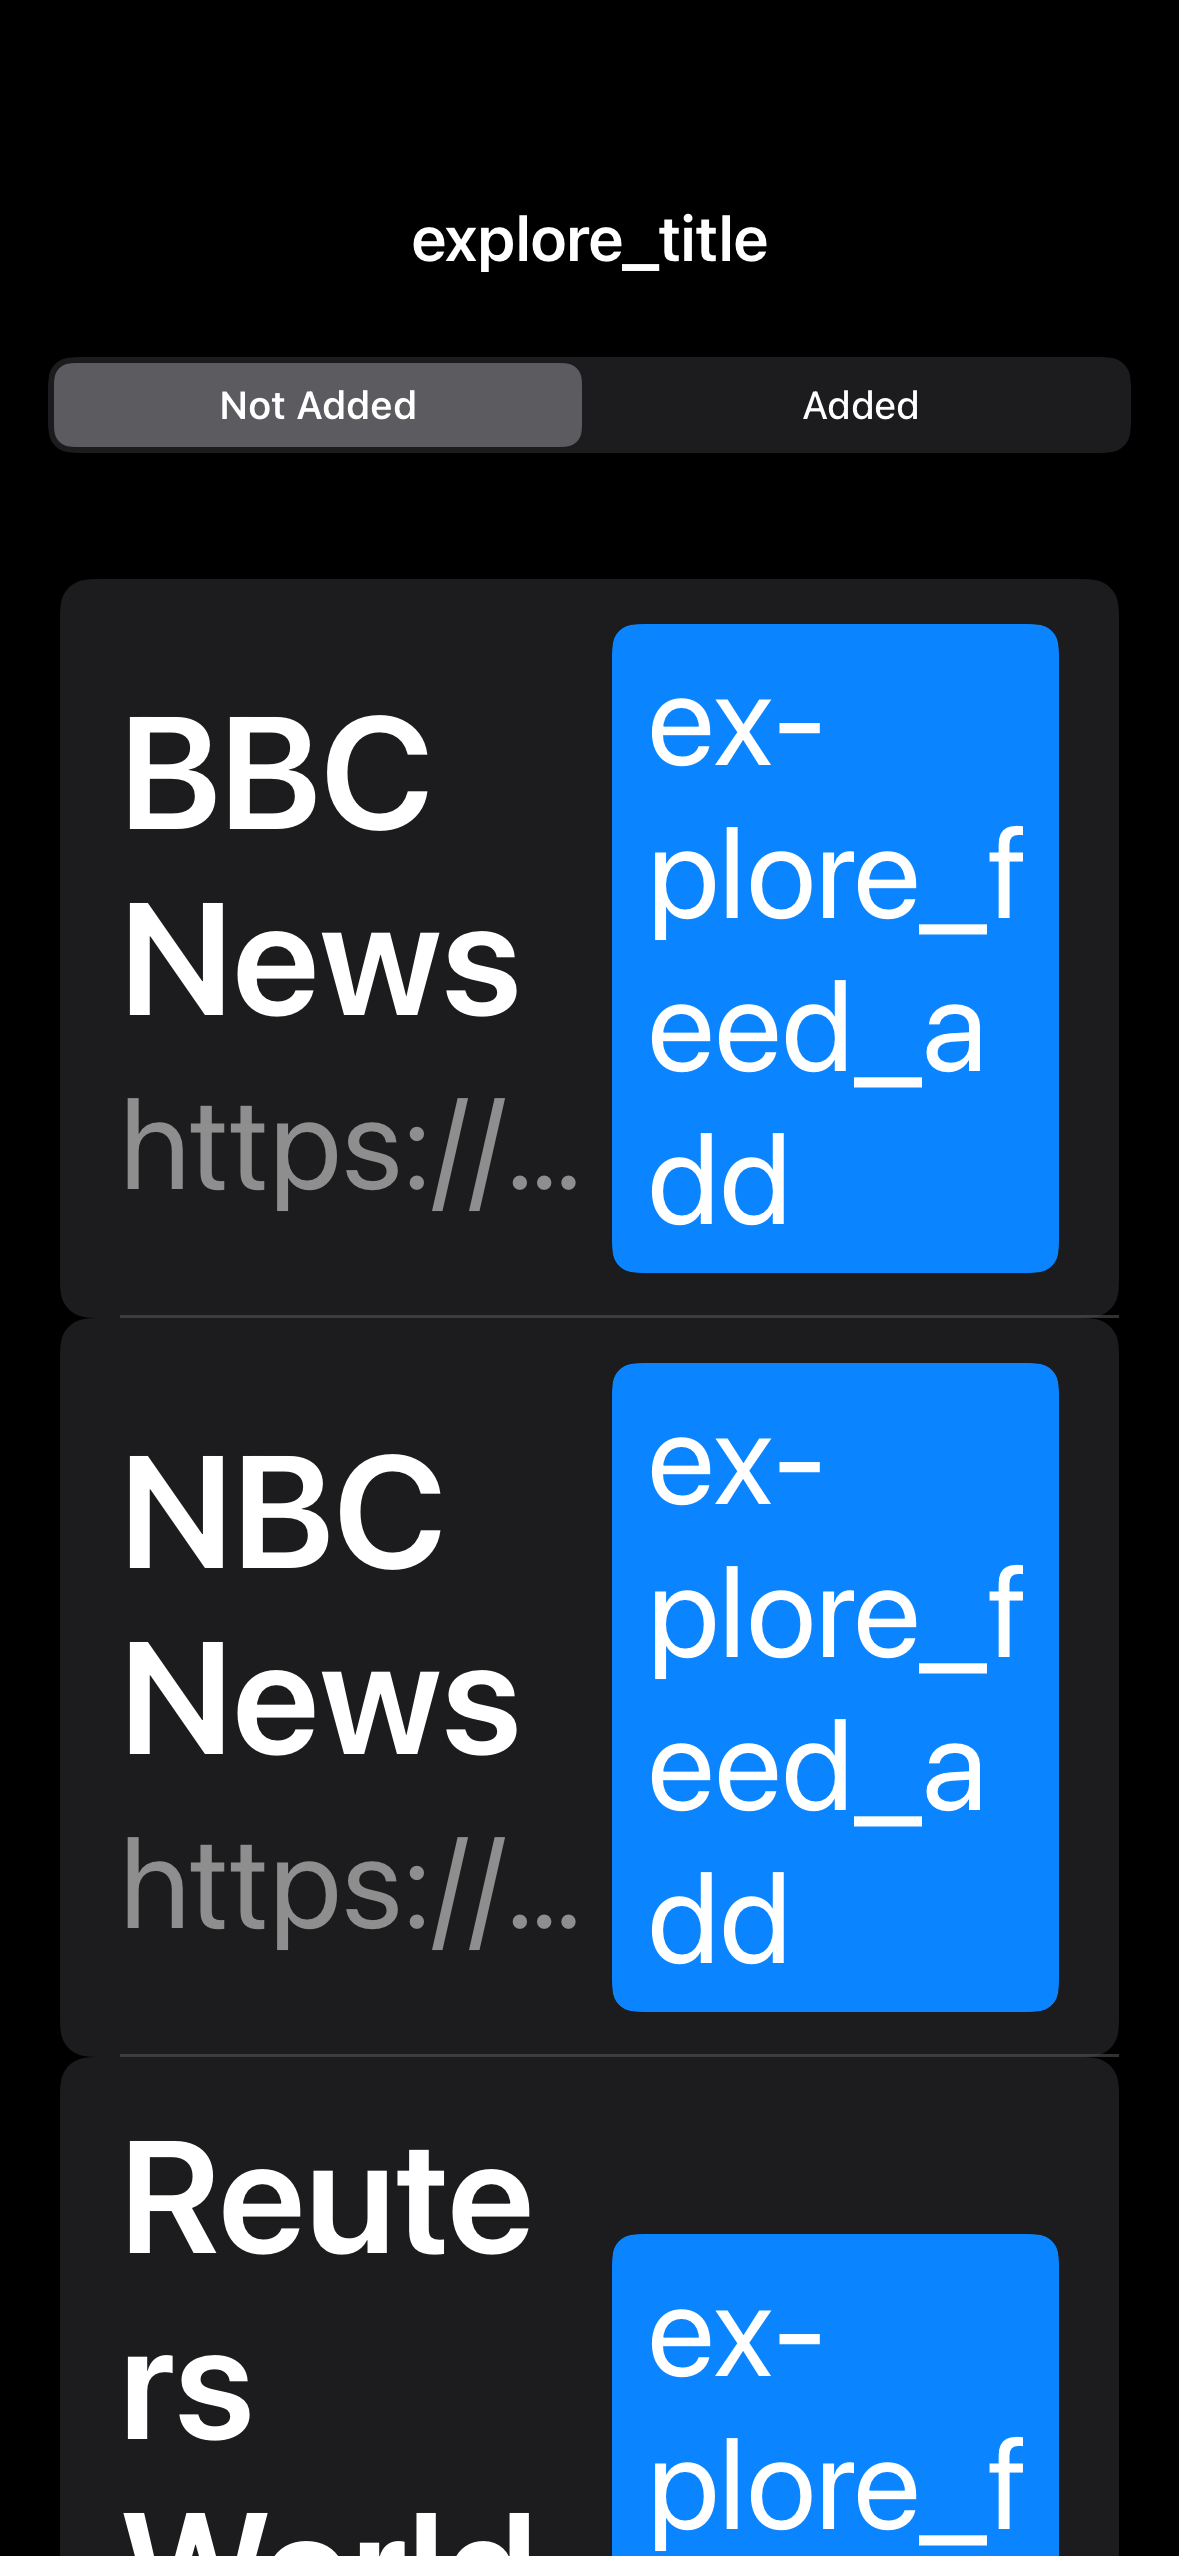 explore_title
Not Added
Added
BBC
News
https://...
ex-
plore_f
eed_a
dd
NBC
News
https://...
ex-
plore_f
eed_a
dd
Reute
rs
World
ex-
plore_f